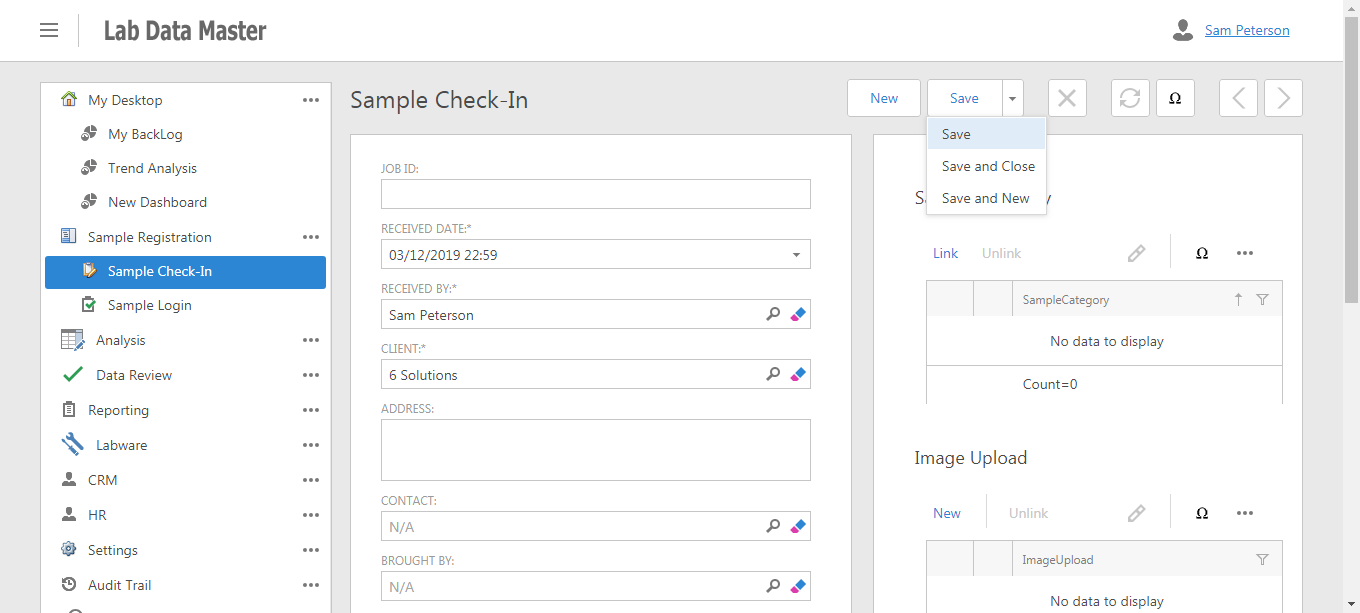 Lab Data Master
Sam Peterson
My Desktop
My BackLog
Trend Analysis
New Dashboard
Sample Registration
Sample Check-In
Sample Login
Analysis
Data Review
Reporting
Labware
CRM
HR
Settings
Audit Trail
Sample Check-In
New
Save
Save
Save and Close
Save and New
JOB ID:
RECEIVED DATE:*
03/12/2019 22:59
RECEIVED BY:*
Sam Peterson
CLIENT:*
6 Solutions
ADDRESS:
CONTACT:
N/A
BROUGHT BY:
N/A
Link Unlink Ω
SampleCategory
No data to display
Count=0
Image Upload
New Unlink Ω
ImageUpload
No data to display